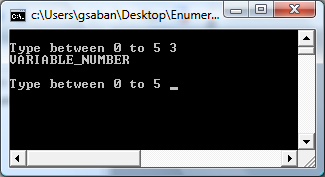 c:\Users\gsaban\Desktop\Enumer...
Type between 0 to 5 3
VARIABLE_NUMBER
Type between 0 to 5 _